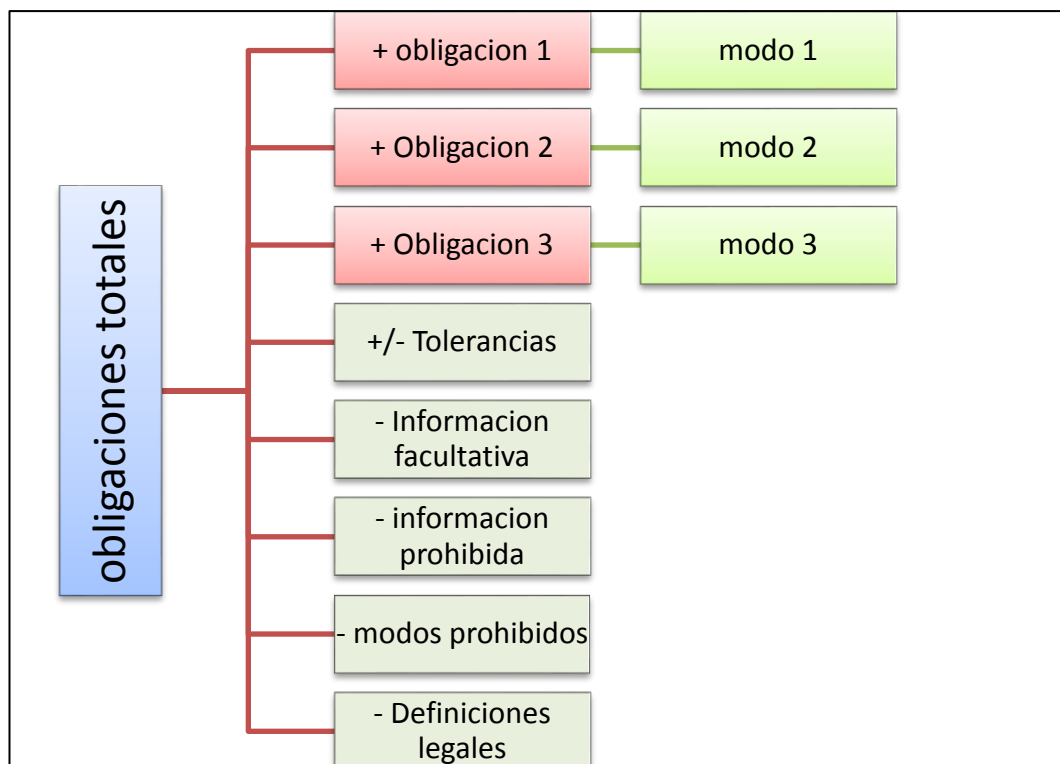 obligaciones totales
+ obligacion 1
modo 1
+ Obligacion 2
modo 2
+ Obligacion 3
modo 3
+/- Tolerancias
- Informacion
facultativa
- informacion
prohibida
- modos prohibidos
- Definiciones
legales